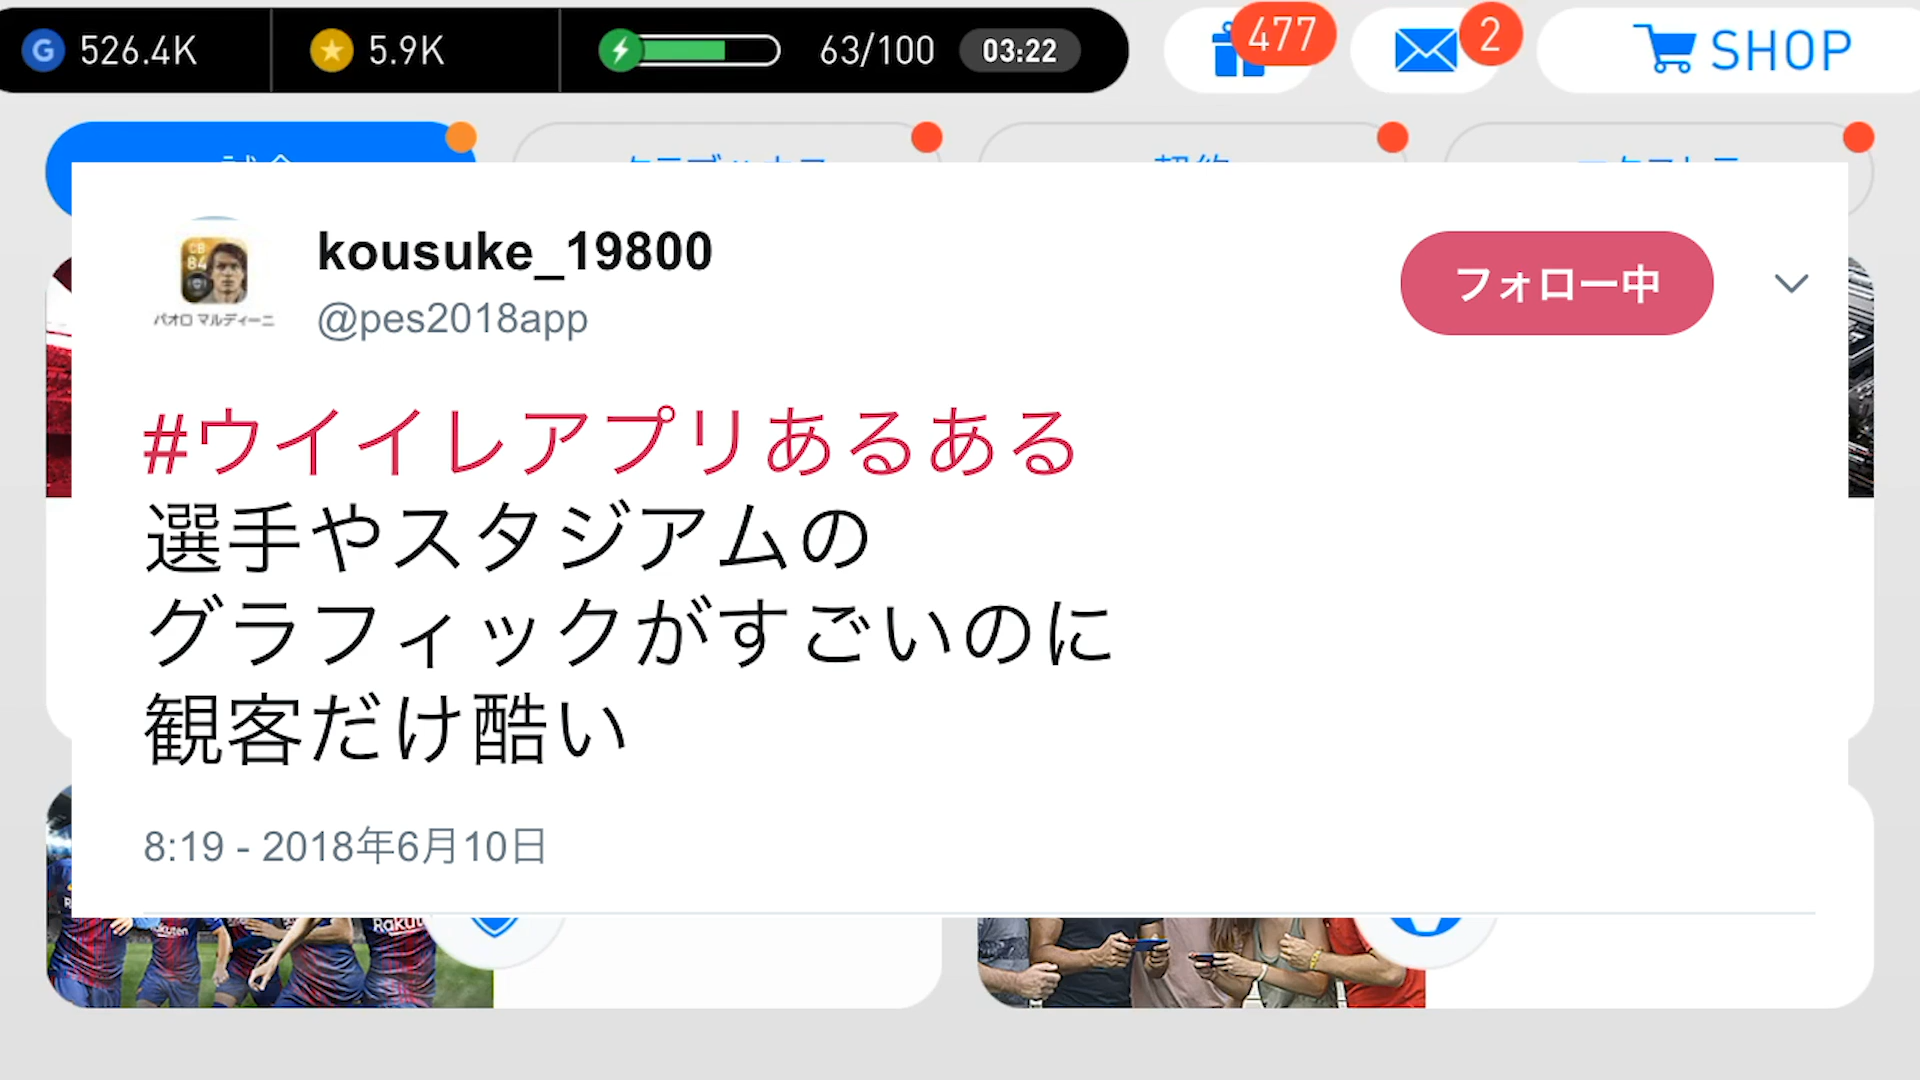 526.4K
5.9K
63/100
03:22
477
2
SHOP
kousuke_19800
@pes2018app
フォロー中
CB
84
パオロ マルディーニ
#ウイイレアプリあるある
選手やスタジアムの
グラフィックがすごいのに
観客だけ酷い
8:19 - 2018年6月10日